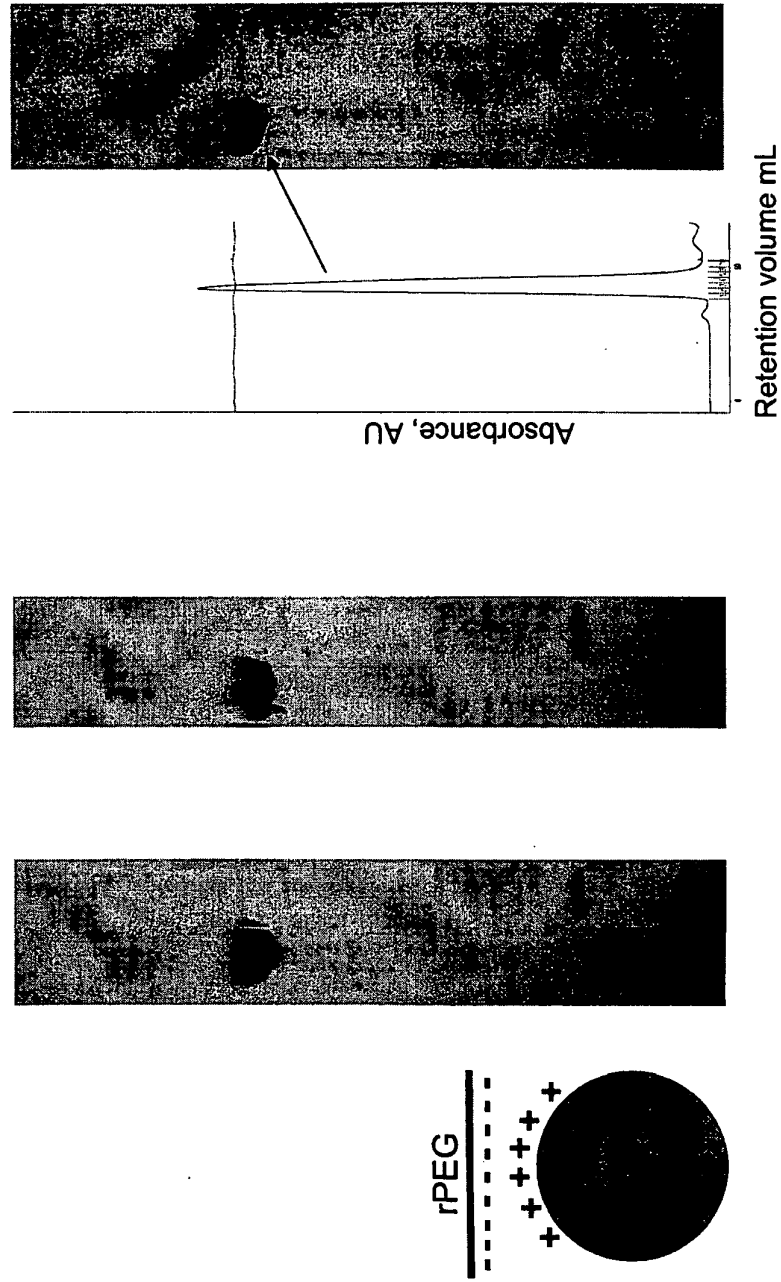 rPEG
+ + + + + +
Absorbance, AU
Retention volume mL